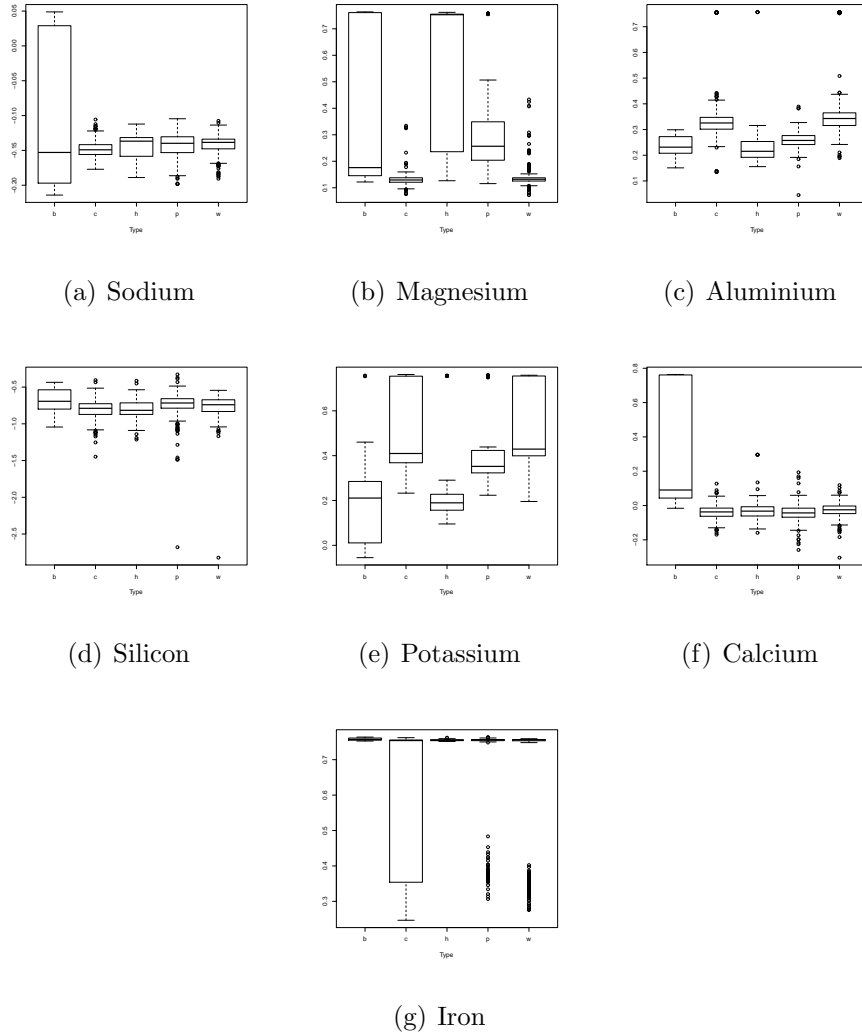 0.05
0.00
−0.05
−0.10
−0.15
−0.20
b c h p w
Type
0.7
0.6
0.5
0.4
0.3
0.2
0.1
b c h p w
Type
0.7
0.6
0.5
0.4
0.3
0.2
0.1
b c h p w
Type
(a) Sodium
(b) Magnesium
(c) Aluminium
−0.5
−1.0
−1.5
−2.0
−2.5
b c h p w
Type
0.6
0.4
0.2
0.0
b c h p w
Type
0.8
0.6
0.4
0.2
0.0
−0.2
b c h p w
Type
(d) Silicon
(e) Potassium
(f) Calcium
0.7
0.6
0.5
0.4
0.3
b c h p w
Type
(g) Iron